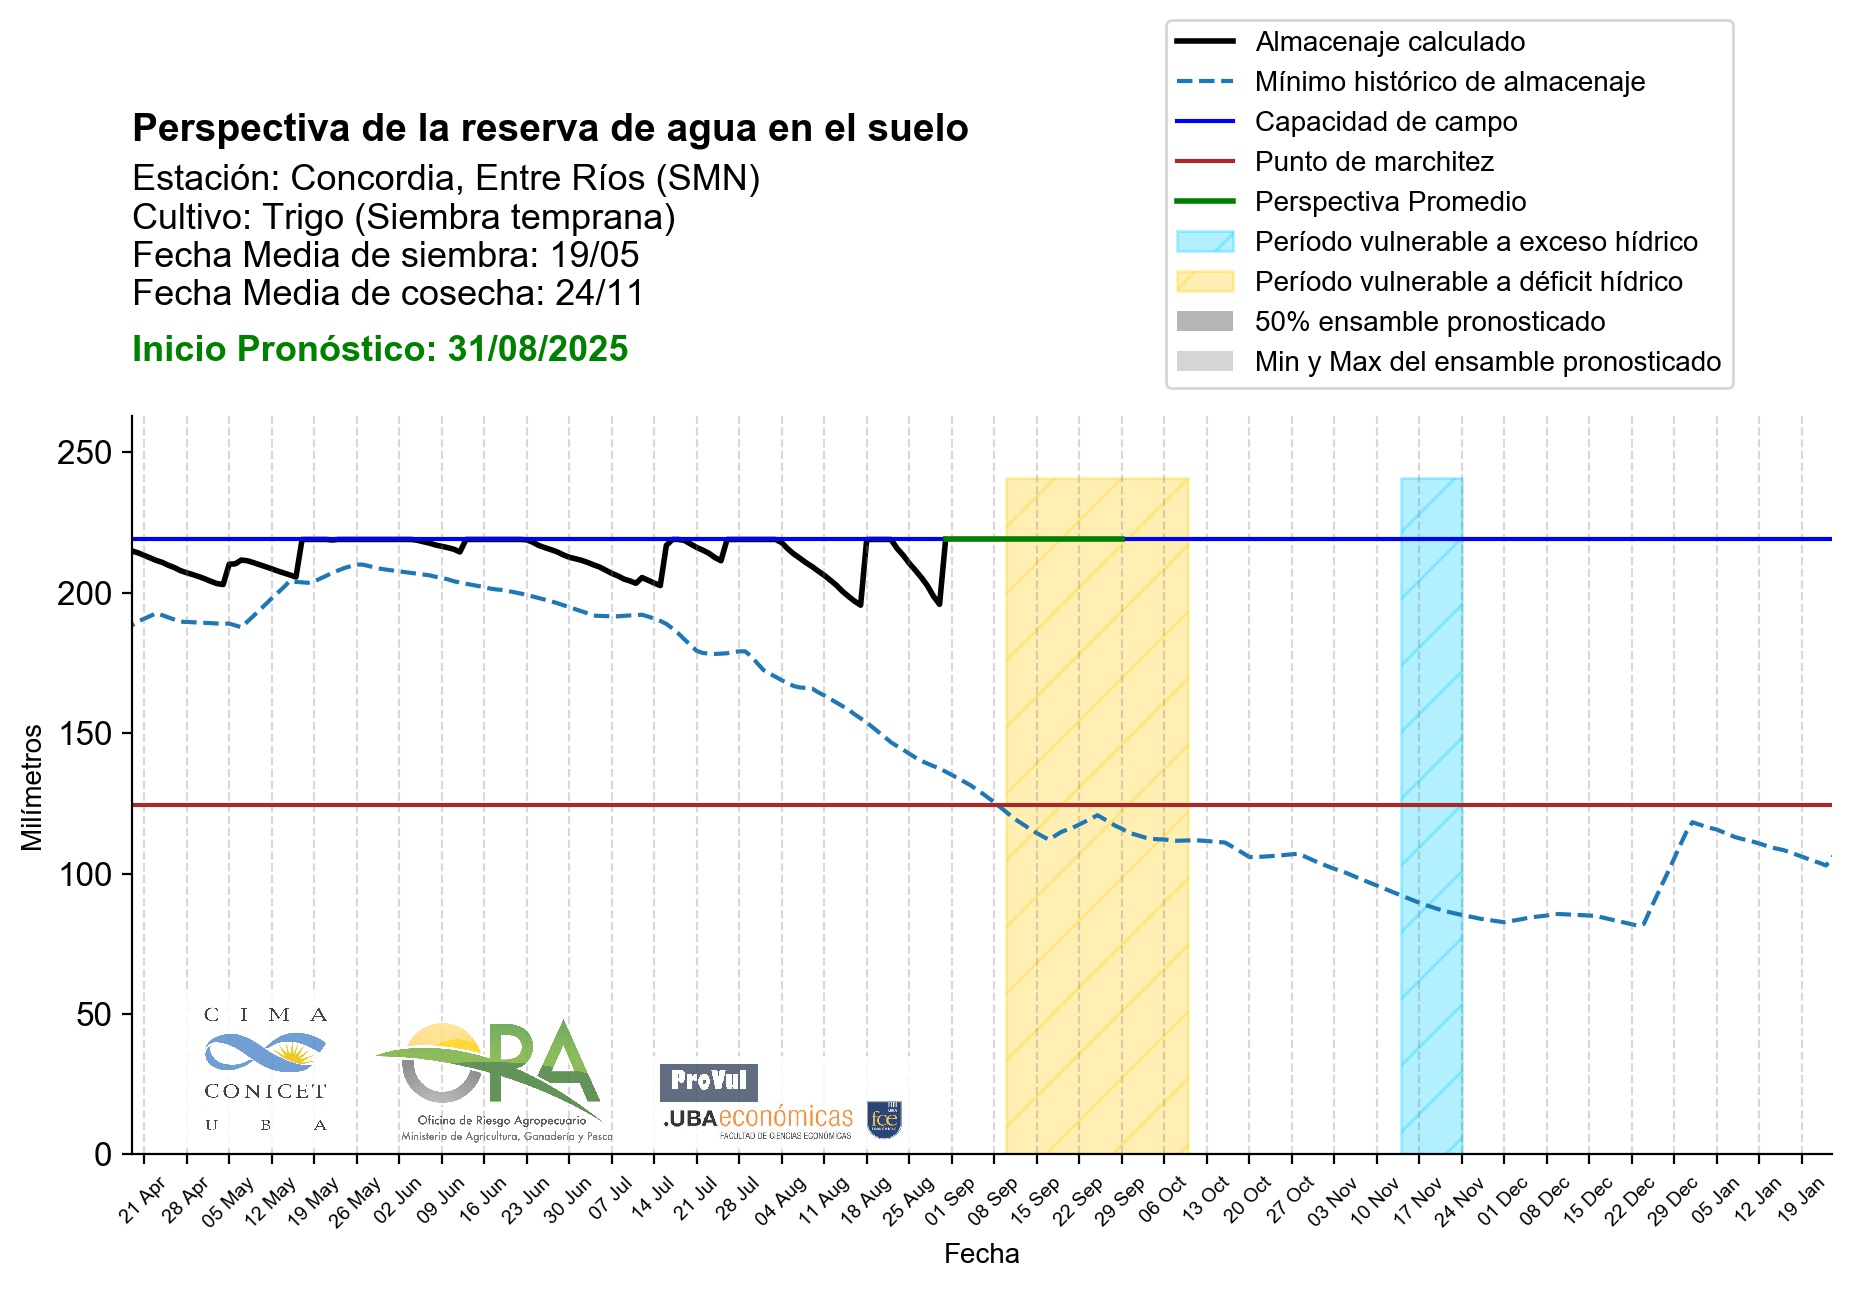 Almacenaje calculado
Mínimo histórico de almacenaje
Capacidad de campo
Punto de marchitez
Perspectiva Promedio
Período vulnerable a exceso hídrico
Período vulnerable a déficit hídrico
50% ensamble pronosticado
Min y Max del ensamble pronosticado
Perspectiva de la reserva de agua en el suelo
Estación: Concordia, Entre Ríos (SMN)
Cultivo: Trigo (Siembra temprana)
Fecha Media de siembra: 19/05
Fecha Media de cosecha: 24/11
Inicio Pronóstico: 31/08/2025
Milímetros
250
200
150
100
50
0
C I M A
CONICET
U B A
ORA
Oficina de Riesgo Agropecuario
Ministerio de Agricultura, Ganadería y Pesca
ProVul
.UBAeconómicas
FACULTAD DE CIENCIAS ECONÓMICAS
fce
21 Apr 28 Apr 05 May 12 May 19 May 26 May 02 Jun 09 Jun 16 Jun 23 Jun 30 Jun 07 Jul 14 Jul 21 Jul 28 Jul 04 Aug 11 Aug 18 Aug 25 Aug 01 Sep 08 Sep 15 Sep 22 Sep 29 Sep 06 Oct 13 Oct 20 Oct 27 Oct 03 Nov 10 Nov 17 Nov 24 Nov 01 Dec 08 Dec 15 Dec 22 Dec 29 Dec 05 Jan 12 Jan 19 Jan
Fecha